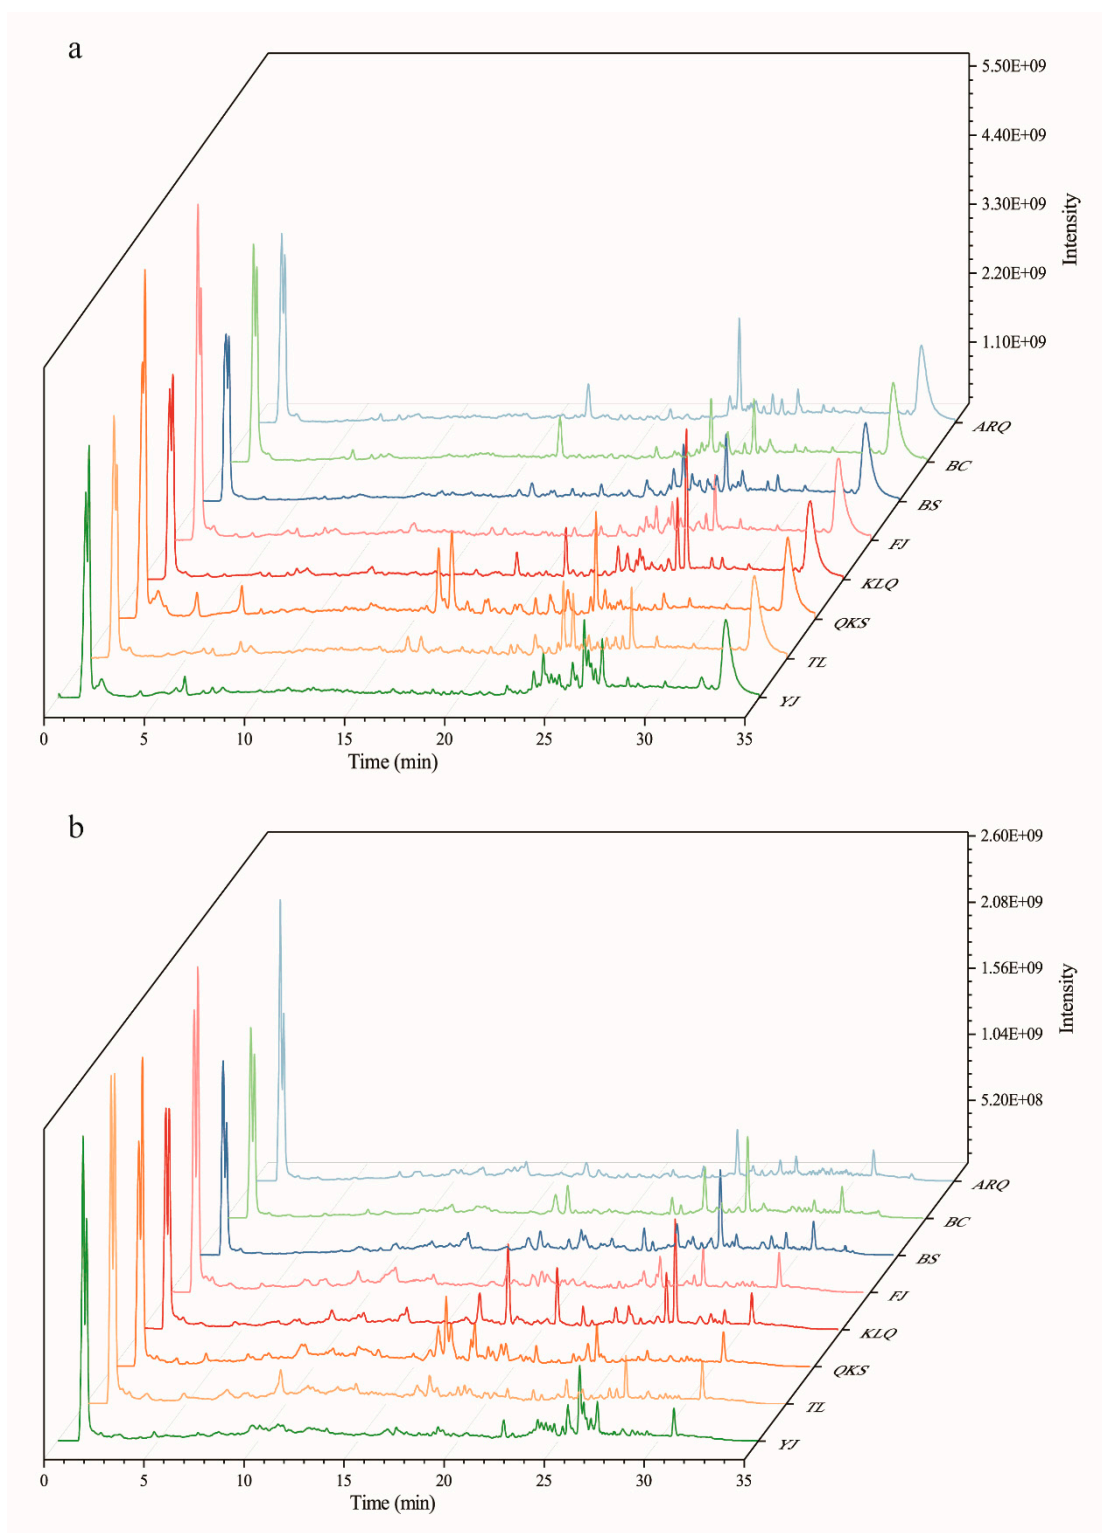 a
5.50E+09
4.40E+09
3.30E+09
2.20E+09
1.10E+09
Intensity
ARQ
BC
BS
FJ
KLQ
QKS
TL
YJ
0 5 10 15 20 25 30 35
Time (min)
b
2.60E+09
2.08E+09
1.56E+09
1.04E+09
5.20E+08
Intensity
ARQ
BC
BS
FJ
KLQ
QKS
TL
YJ
0 5 10 15 20 25 30 35
Time (min)